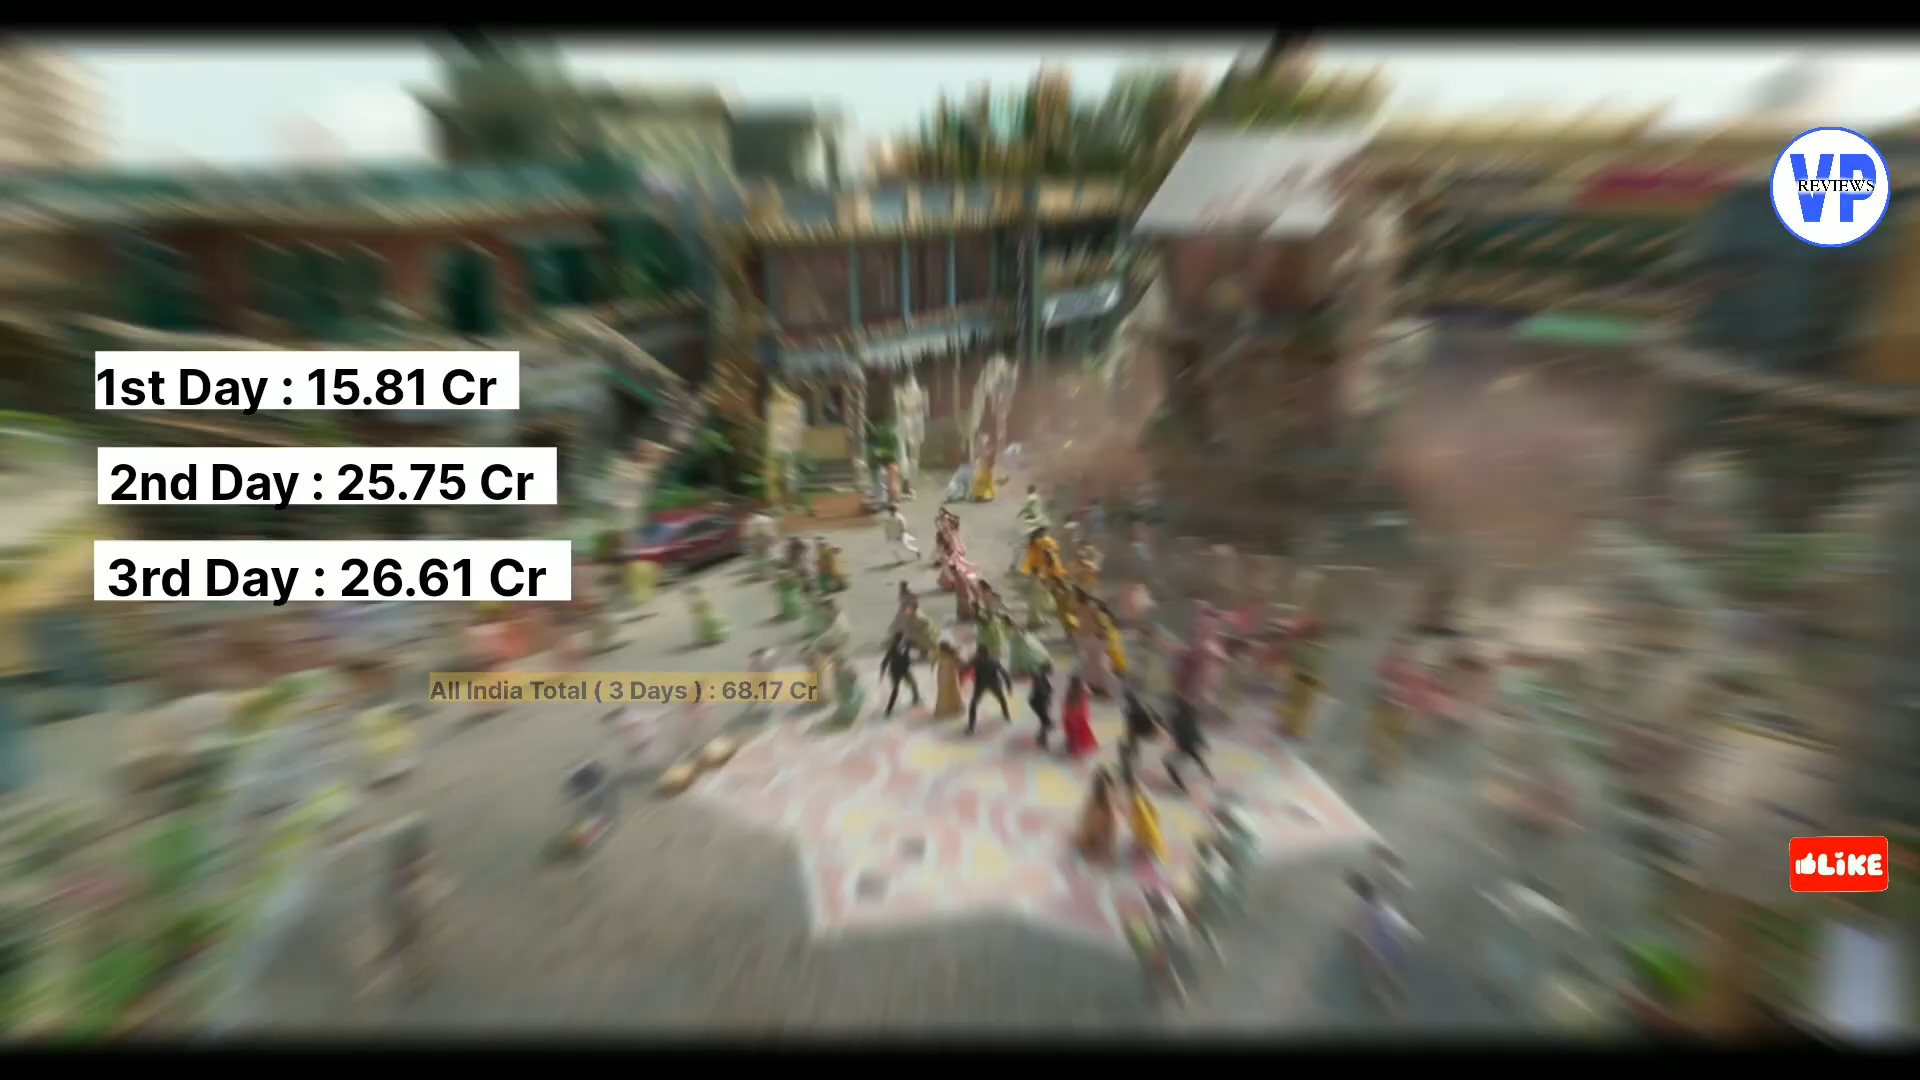 VP
REVIEWS
1st Day : 15.81 Cr
2nd Day : 25.75 Cr
3rd Day : 26.61 Cr
All India Total ( 3 Days ) : 68.17 Cr
LIKE